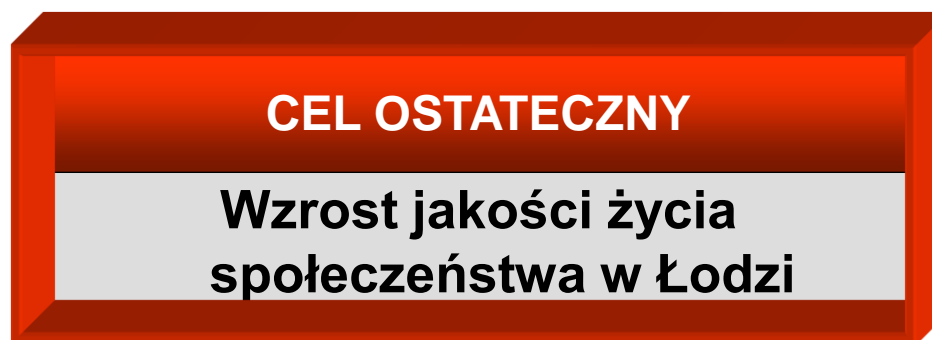 CEL OSTATECZNY
Wzrost jakości życia
społeczeństwa w Łodzi